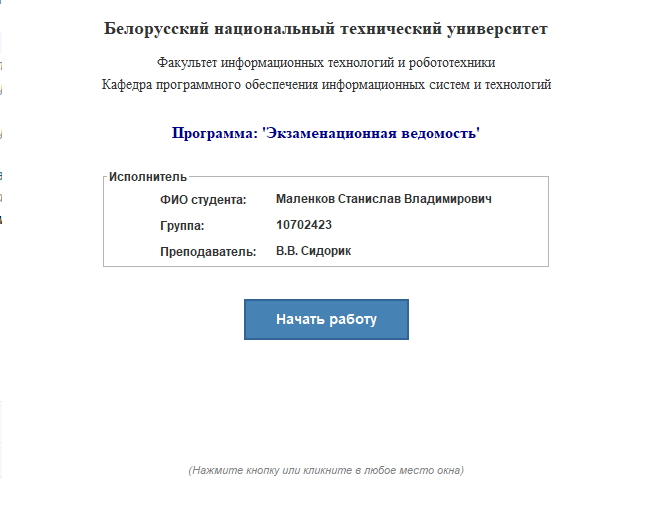 Белорусский национальный технический университет
Факультет информационных технологий и робототехники
Кафедра программного обеспечения информационных систем и технологий
Программа: 'Экзаменационная ведомость'
Исполнитель
ФИО студента: Маленков Станислав Владимирович
Группа: 10702423
Преподаватель: В.В. Сидорик
Начать работу
(Нажмите кнопку или кликните в любое место окна)